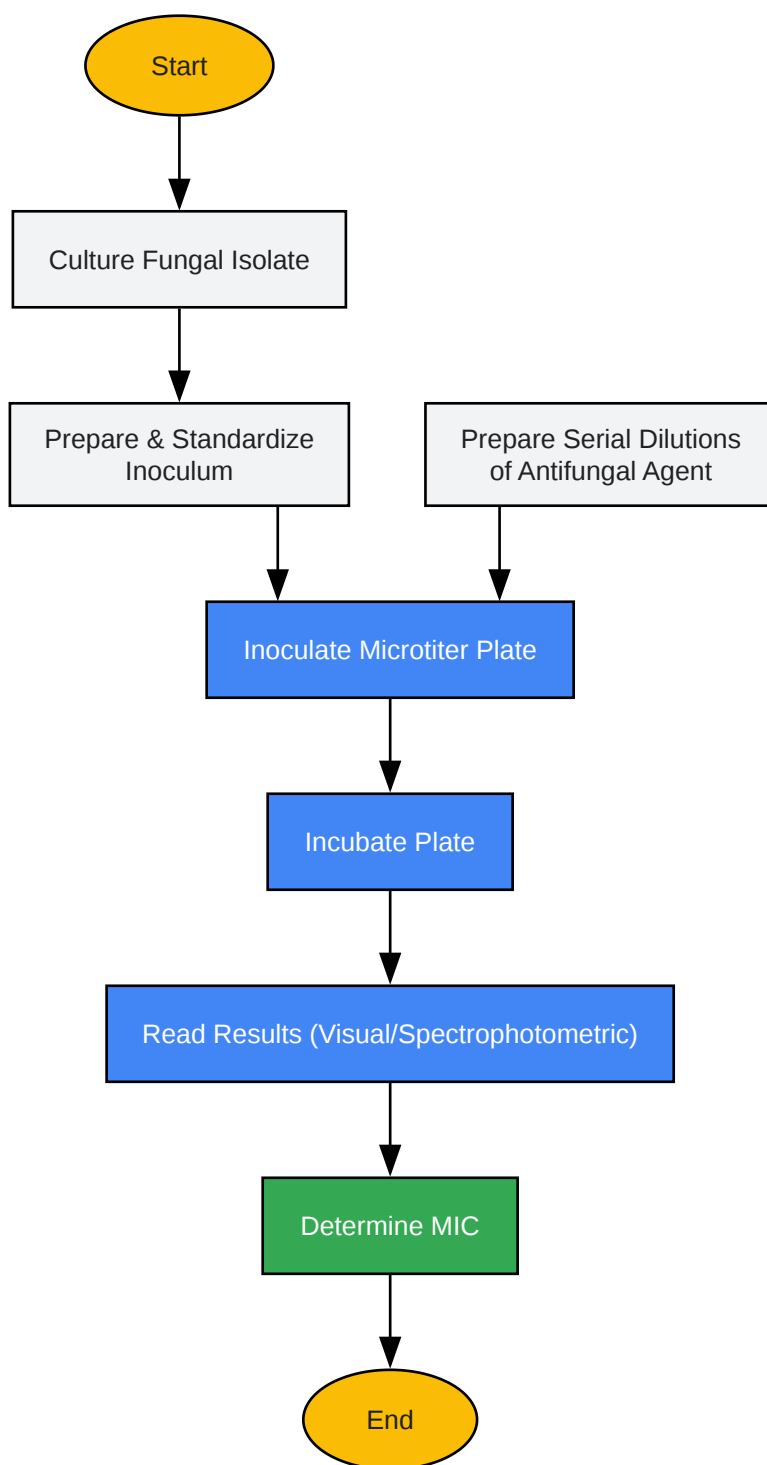 Start
Culture Fungal Isolate
Prepare & Standardize
Inoculum
Prepare Serial Dilutions
of Antifungal Agent
Inoculate Microtiter Plate
Incubate Plate
Read Results (Visual/Spectrophotometric)
Determine MIC
End